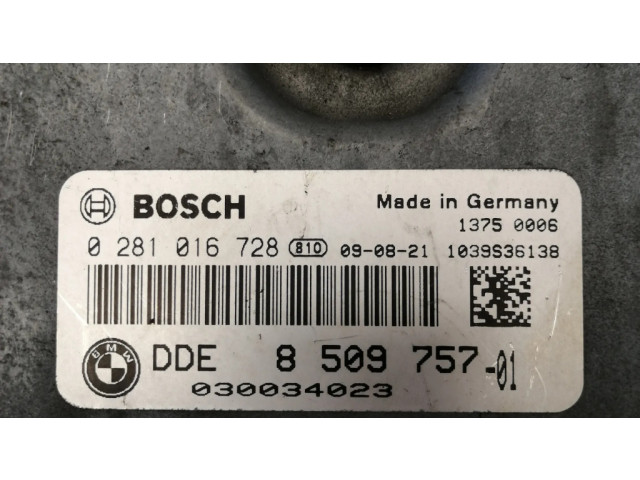 BOSCH Made in Germany
1375 0006
0 281 016 728 810 09-08-21 1039S36138
BMW DDE 8 509 757-01
030034023